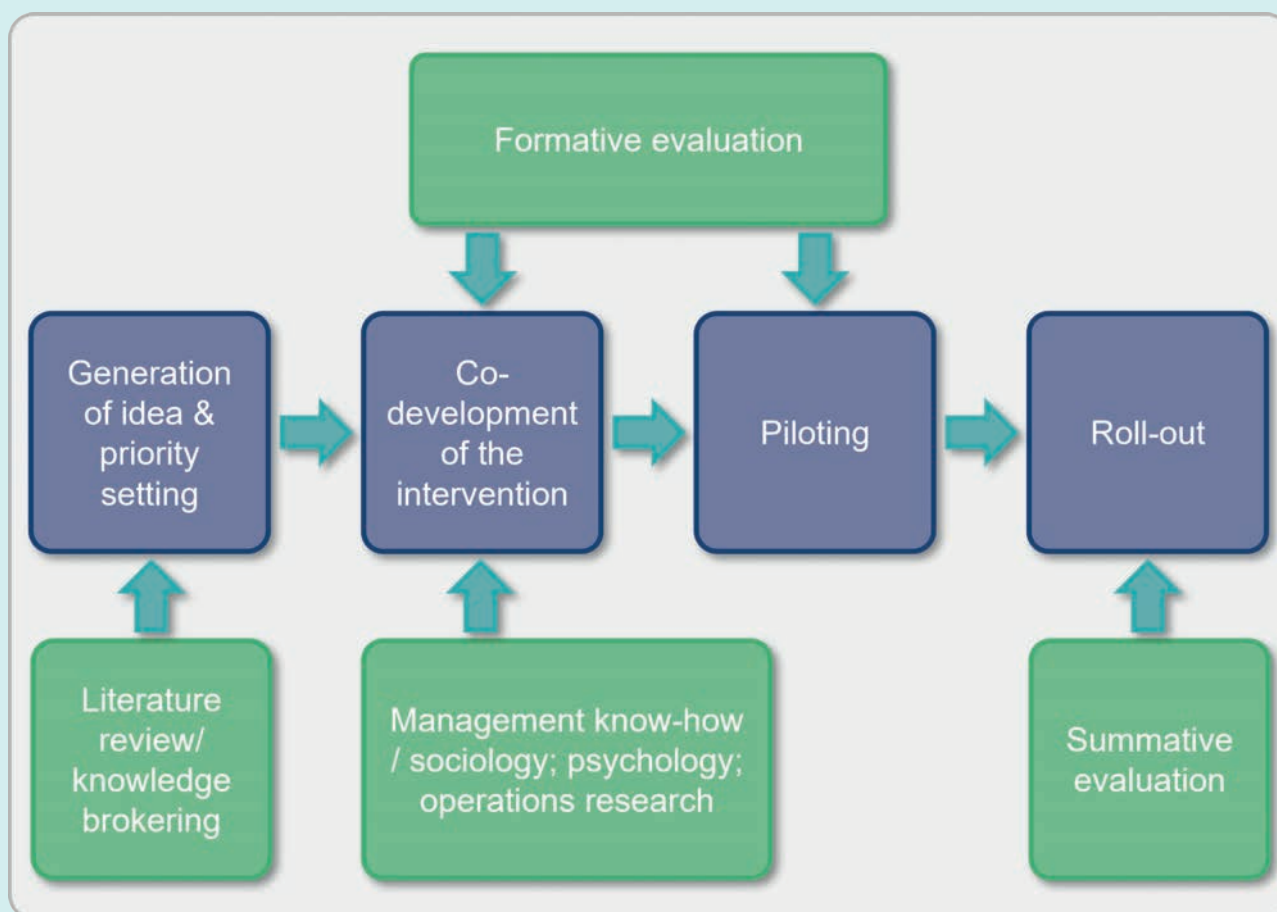 Formative evaluation
Generation
of idea &
priority
setting
Co-
development
of the
intervention
Piloting
Roll-out
Literature
review/
knowledge
brokering
Management know-how
/ sociology; psychology;
operations research
Summative
evaluation